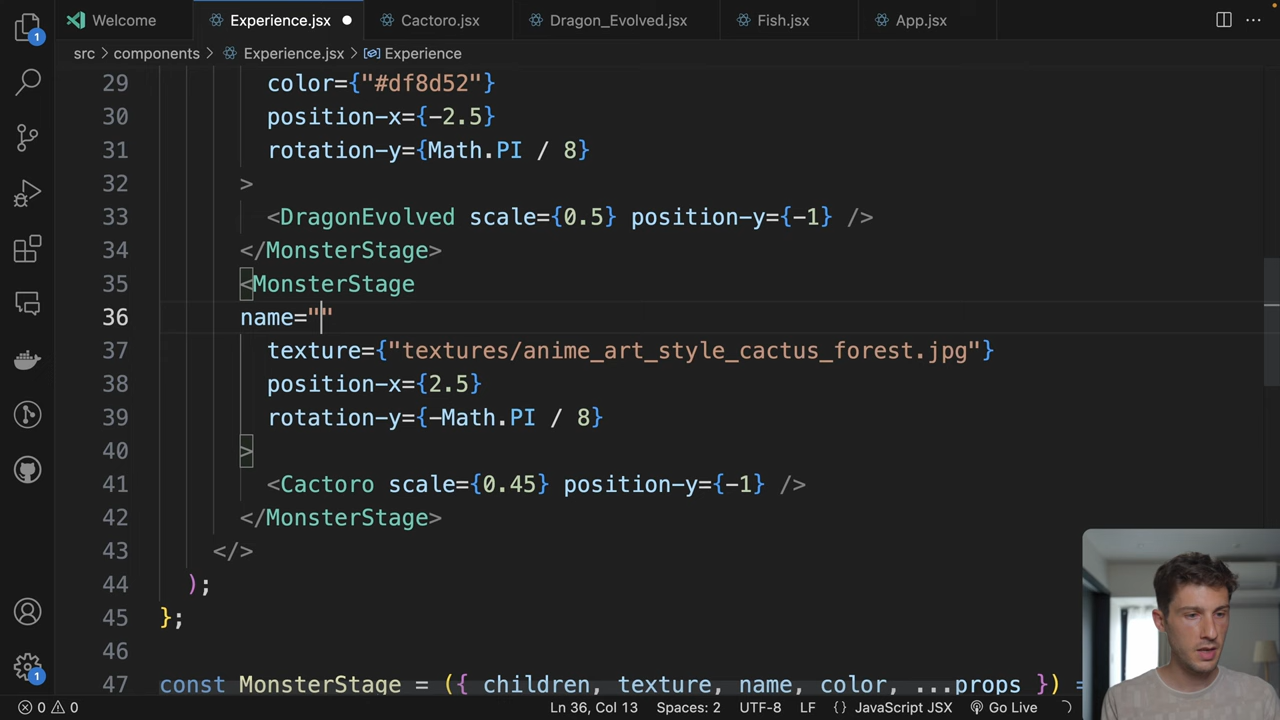 Welcome Experience.jsx Cactoro.jsx Dragon_Evolved.jsx Fish.jsx App.jsx
src > components > Experience.jsx > Experience
29 color={"#df8d52"}
30 position-x={-2.5}
31 rotation-y={Math.PI / 8}
32 >
33 <DragonEvolved scale={0.5} position-y={-1} />
34 </MonsterStage>
35 <MonsterStage
36 name=""
37 texture={"textures/anime_art_style_cactus_forest.jpg"}
38 position-x={2.5}
39 rotation-y={-Math.PI / 8}
40 >
41 <Cactoro scale={0.45} position-y={-1} />
42 </MonsterStage>
43 </>
44 );
45 };
46
47 const MonsterStage = ({ children, texture, name, color, ...props }) =
1
1
0 0 Ln 36, Col 13 Spaces: 2 UTF-8 LF {} JavaScript JSX Go Live